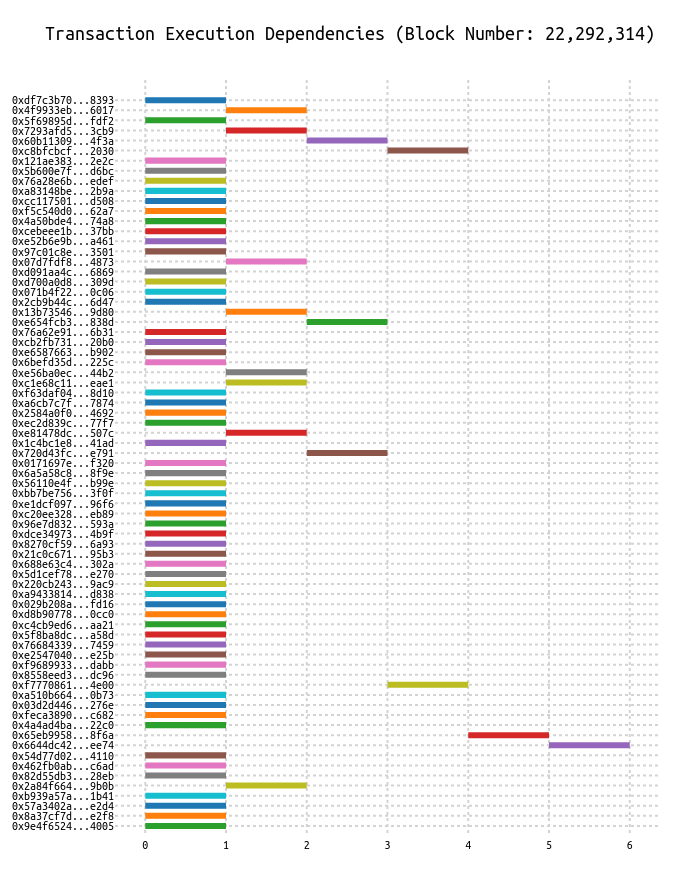 Transaction Execution Dependencies (Block Number: 22,292,314)
0xdf7c3b70...8393
0x4f9933eb...6017
0x5f69895d...fdf2
0x7293afd5...3cb9
0x60b11309...4f3a
0xc8bfcbcf...2030
0x121ae383...2e2c
0x5b600e7f...d6bc
0x76a28e6b...edef
0xa83148be...2b9a
0xcc117501...d508
0xf5c540d0...62a7
0x4a50bde4...74a8
0xcebeee1b...37bb
0xe52b6e9b...a461
0x97c01c8e...3501
0x07d7fdf8...4873
0xd091aa4c...6869
0xd700a0d8...309d
0x071b4f22...0c06
0x2cb9b44c...6d47
0x13b73546...9d80
0xe654fcb3...838d
0x76a62e91...6b31
0xcb2fb731...20b0
0xe6587663...b902
0x6befd35d...225c
0xe56ba0ec...44b2
0xc1e68c11...eae1
0xf63daf04...8d10
0xa6cb7c7f...7874
0x2584a0f0...4692
0xec2d839c...77f7
0xe81478dc...507c
0x1c4bc1e8...41ad
0x720d43fc...e791
0x0171697e...f320
0x6a5a58c8...8f9e
0x56110e4f...b99e
0xbb7be756...3f0f
0xe1dcf097...96f6
0xc20ee328...eb89
0x96e7d832...593a
0xdce34973...4b9f
0x8270cf59...6a93
0x21c0c671...95b3
0x688e63c4...302a
0x5d1cef78...e270
0x220cb243...9ac9
0xa9433814...d838
0x029b208a...fd16
0xd8b90778...0cc0
0xc4cb9ed6...aa21
0x5f8ba8dc...a58d
0x76684339...7459
0xe2547040...e25b
0xf9689933...dabb
0x8558eed3...dc96
0xf7770861...4e00
0xa510b664...0b73
0x03d2d446...276e
0xfeca3890...c682
0x4a4ad4ba...22c0
0x65eb9958...8f6a
0x6644dc42...ee74
0x54d77d02...4110
0x462fb0ab...c6ad
0x82d55db3...28eb
0x2a84f664...9b0b
0xb939a57a...1b41
0x57a3402a...e2d4
0x8a37cf7d...e2f8
0x9e4f6524...4005
0 1 2 3 4 5 6